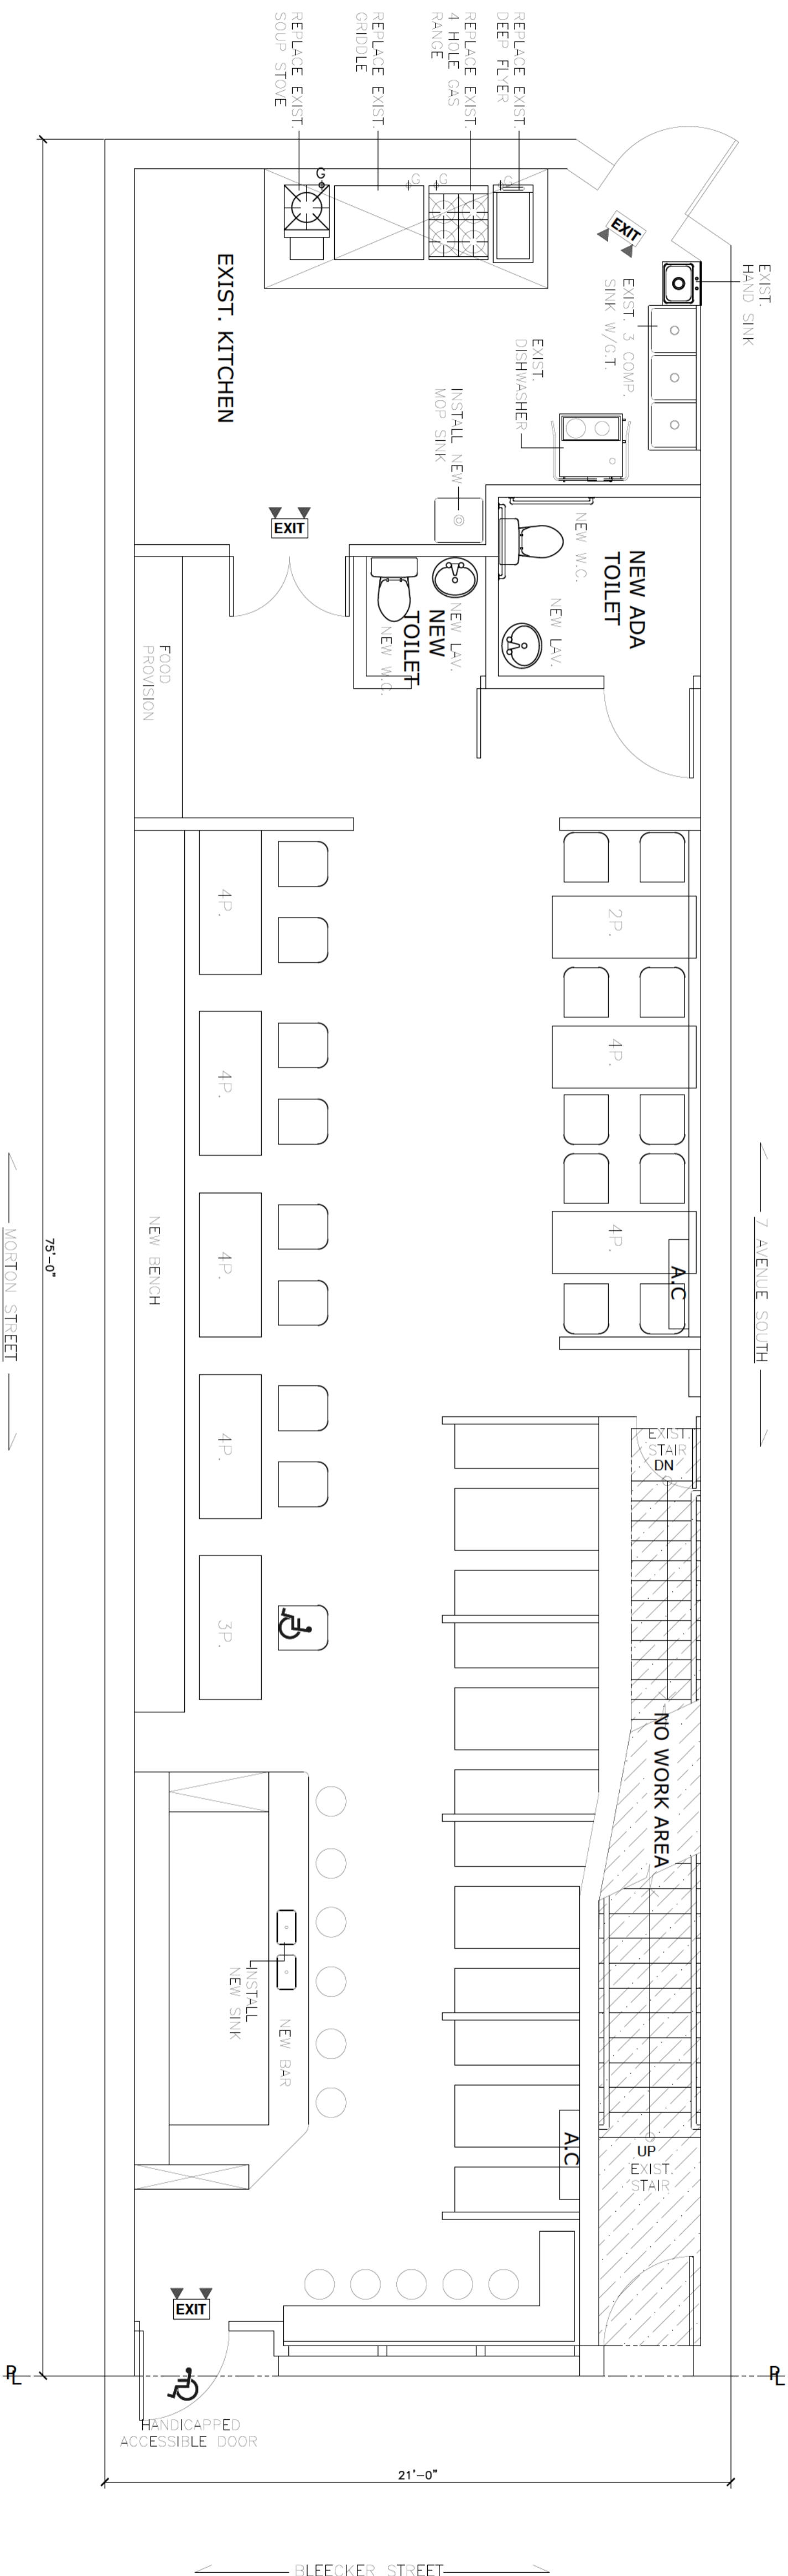 REPLACE EXIST.
SOUP STOVE
REPLACE EXIST.
GRIDDLE
REPLACE EXIST.
4 HOLE GAS
RANGE
REPLACE EXIST.
DEEP FLYER
G
G
G
G
EXIT
EXIST.
HAND SINK
EXIST. 3 COMP.
SINK W/G.T.
EXIST.
DISHWASHER
EXIST. KITCHEN
INSTALL NEW
MOP SINK
EXIT
NEW W.C.
NEW ADA
TOILET
NEW LAV.
NEW LAV.
NEW
TOILET
NEW W.C.
FOOD
PROVISION
4P.
2P.
4P.
4P.
4P.
4P.
A.C
NEW BENCH
75'-0"
MORTON STREET
7 AVENUE SOUTH
4P.
EXIST.
STAIR
DN
3P.
NO WORK AREA
INSTALL
NEW SINK
NEW BAR
A.C
UP
EXIST.
STAIR
EXIT
PL
PL
HANDICAPPED
ACCESSIBLE DOOR
21'-0"
BLEECKER STREET